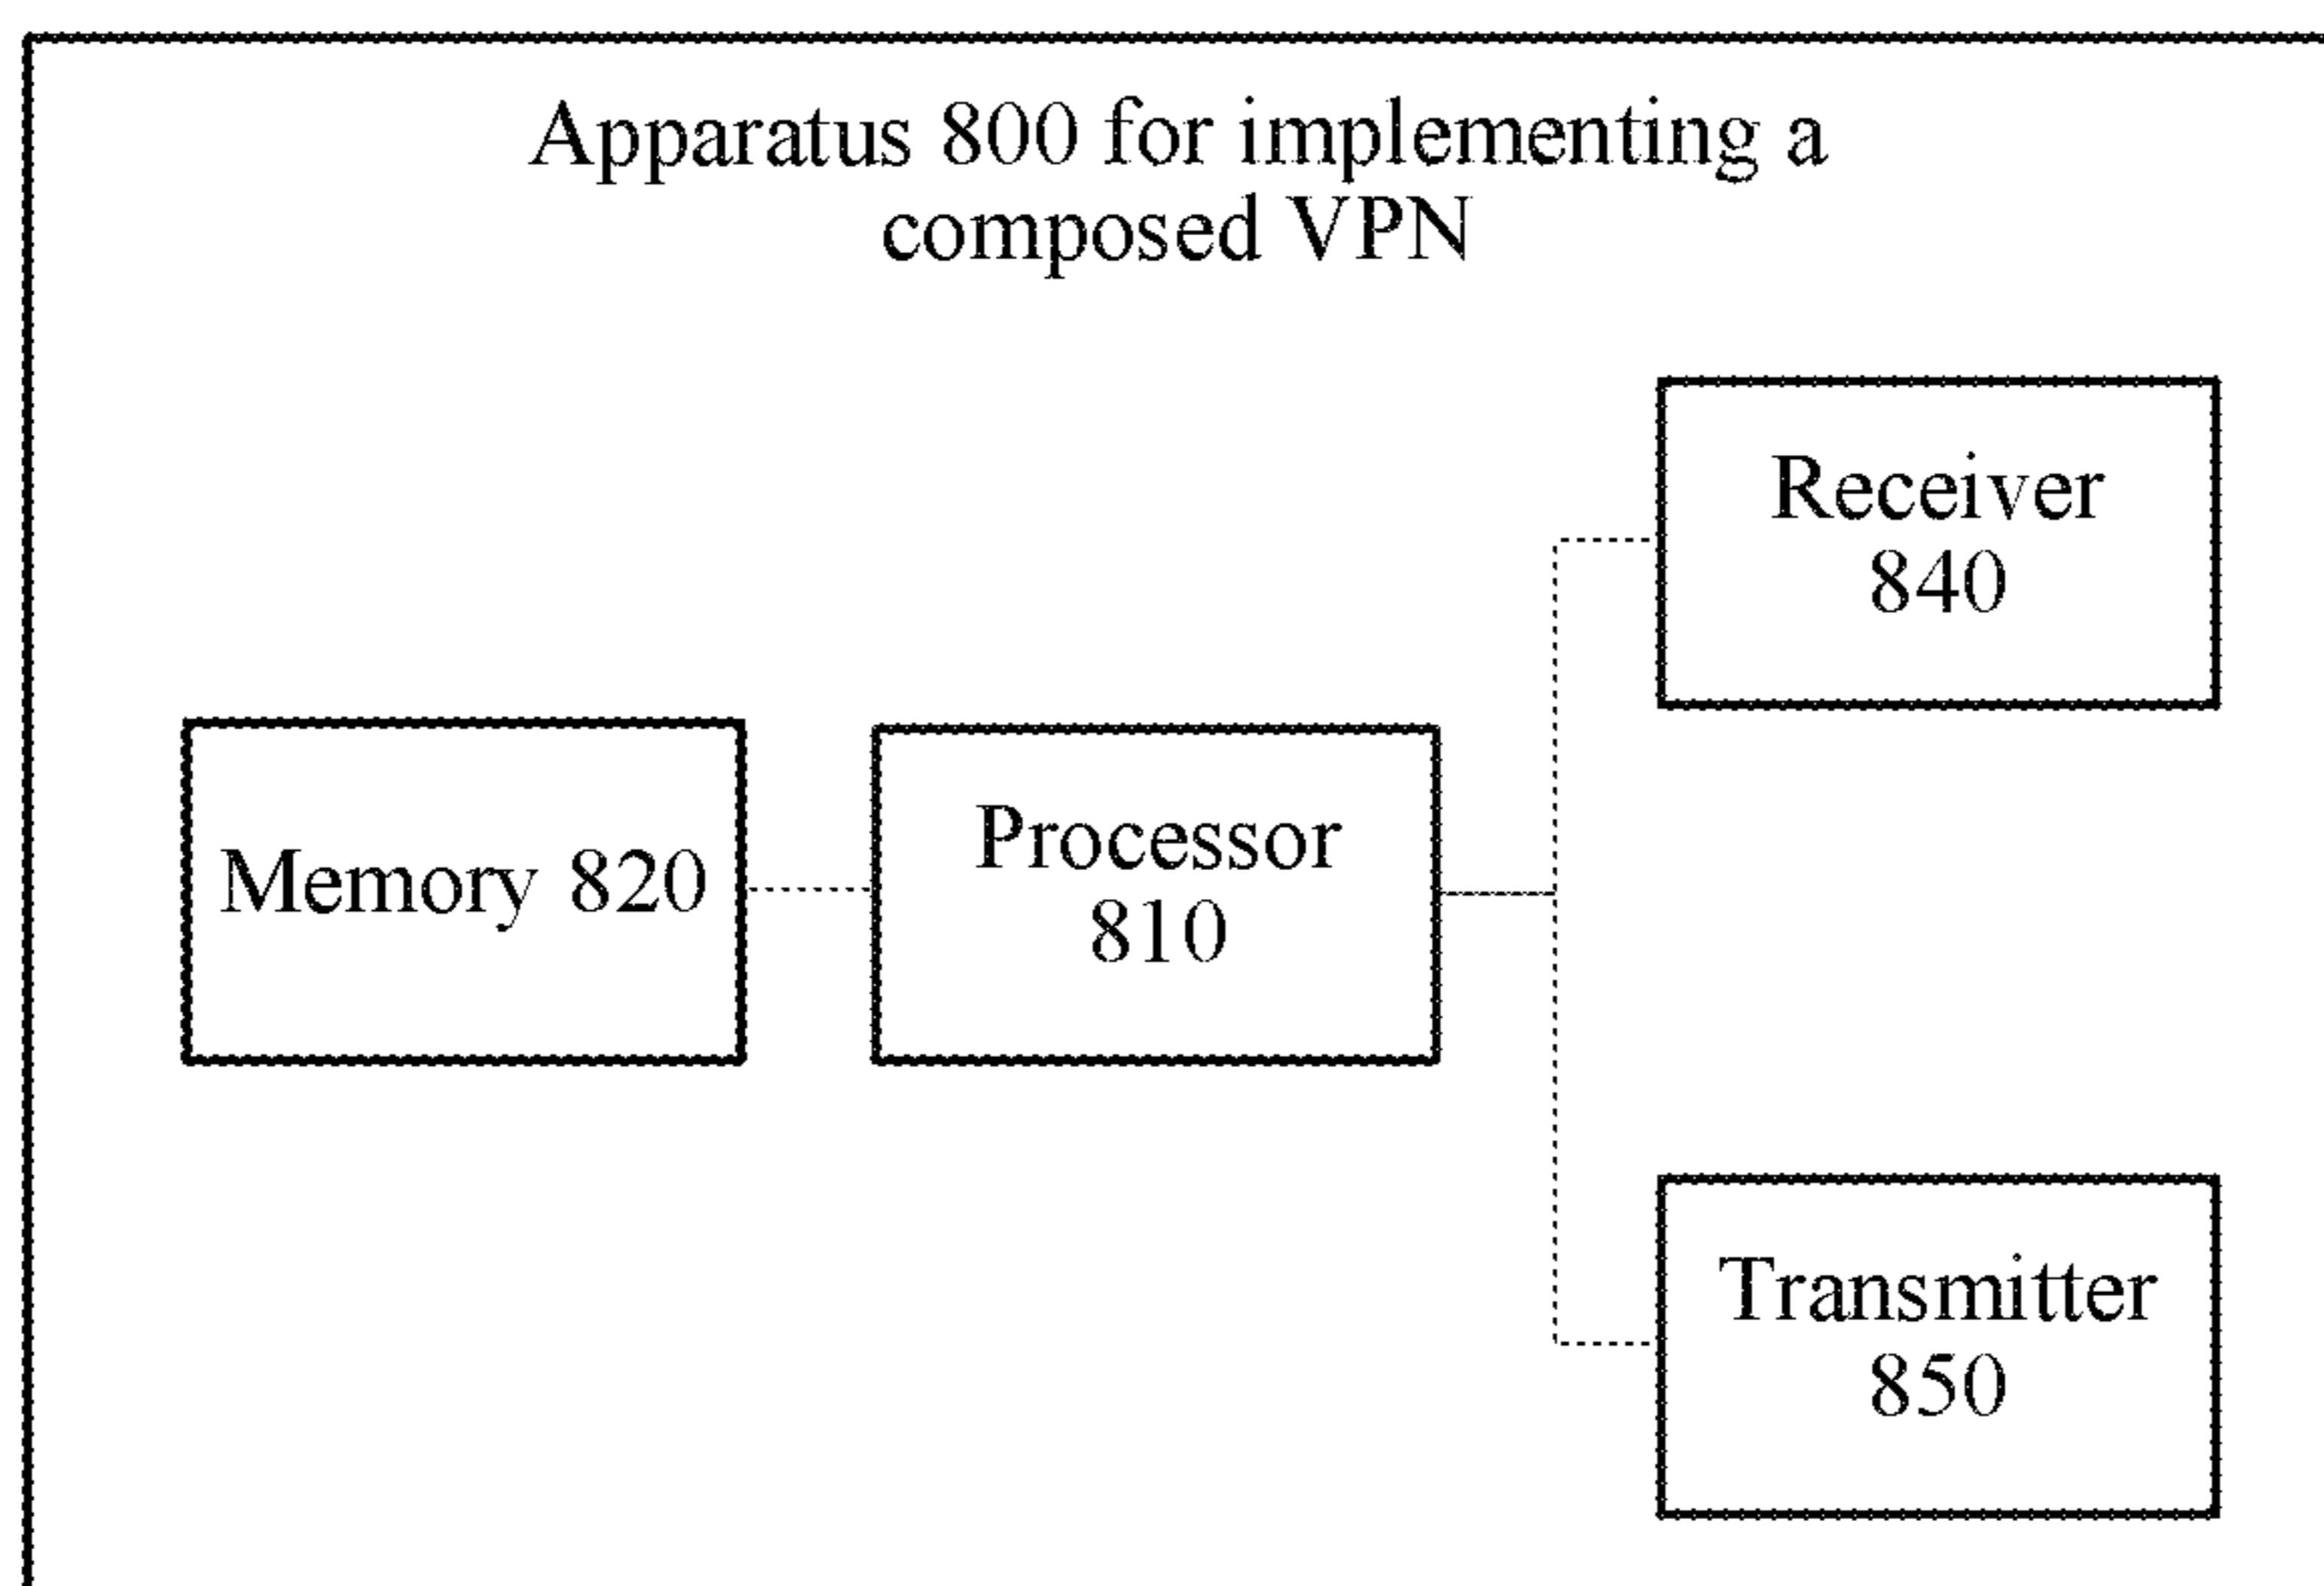 Apparatus 800 for implementing a
composed VPN
Receiver
840
Memory 820
Processor
810
Transmitter
850